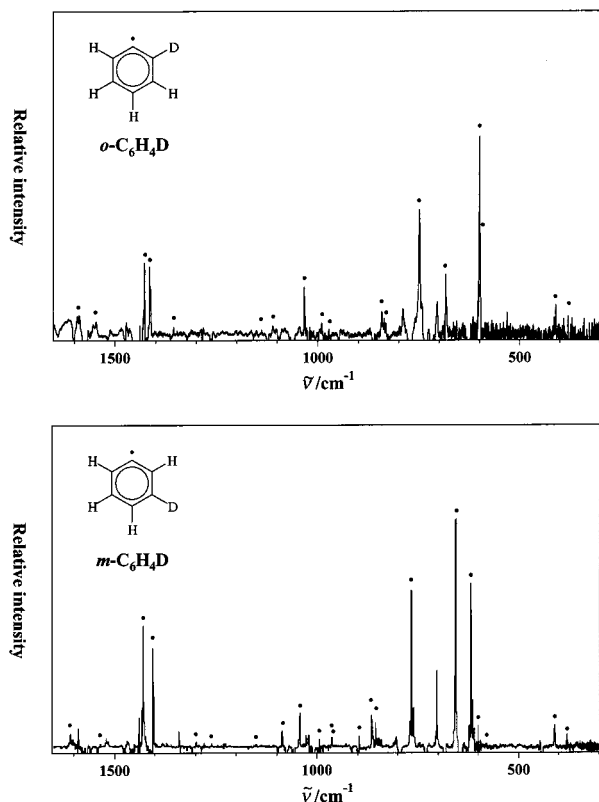 H
D
H
H
H
o-C₆H₄D
Relative intensity
1500
1000
500
ν̃/cm⁻¹
H
H
H
D
H
m-C₆H₄D
Relative intensity
1500
1000
500
ν̃/cm⁻¹